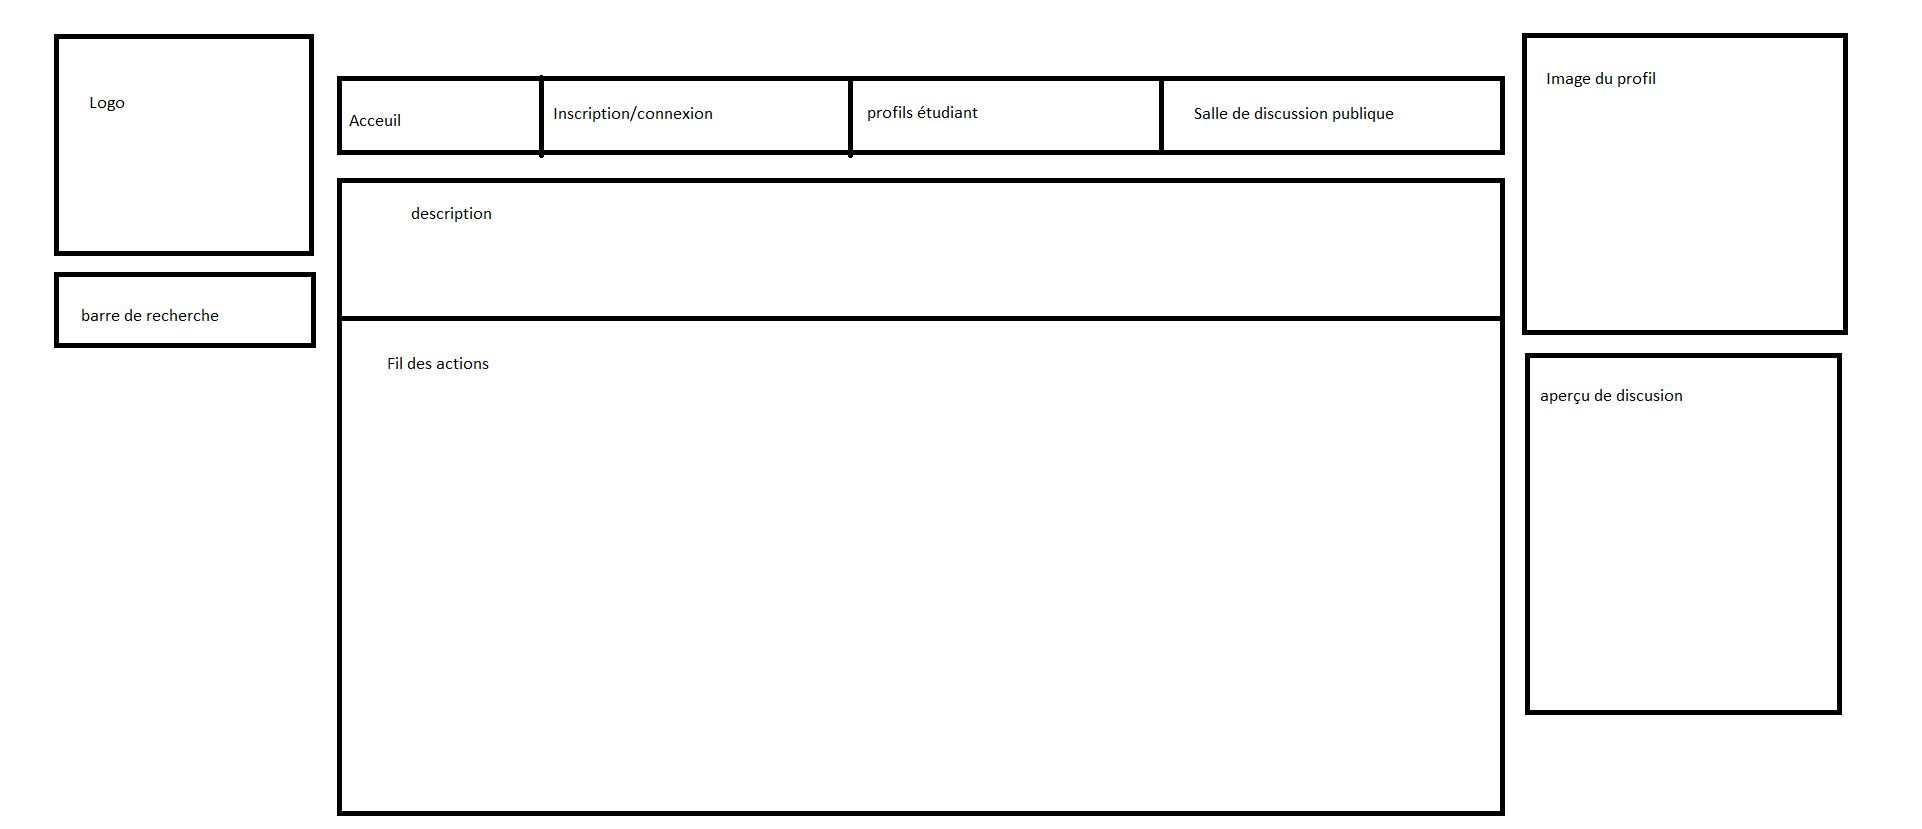 Logo
barre de recherche
Acceuil
Inscription/connexion
profils étudiant
Salle de discussion publique
description
Fil des actions
Image du profil
aperçu de discusion